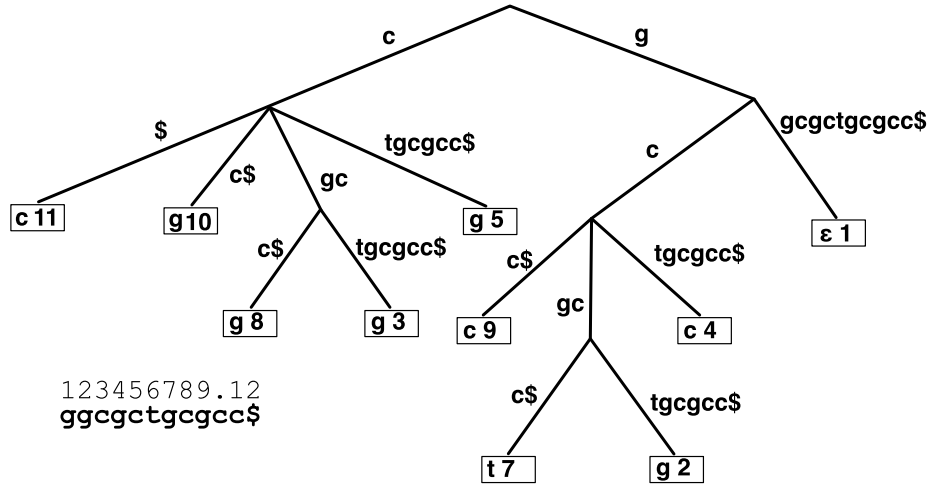 c g
$ c$ gc tgcgcc$ c gcgctgcgcc$
c 11 g10 g 5 ε 1
c$ tgcgcc$ c$ gc tgcgcc$
g 8 g 3 c 9 c 4
123456789.12
ggcgctgcgcc$
c$ tgcgcc$
t 7 g 2